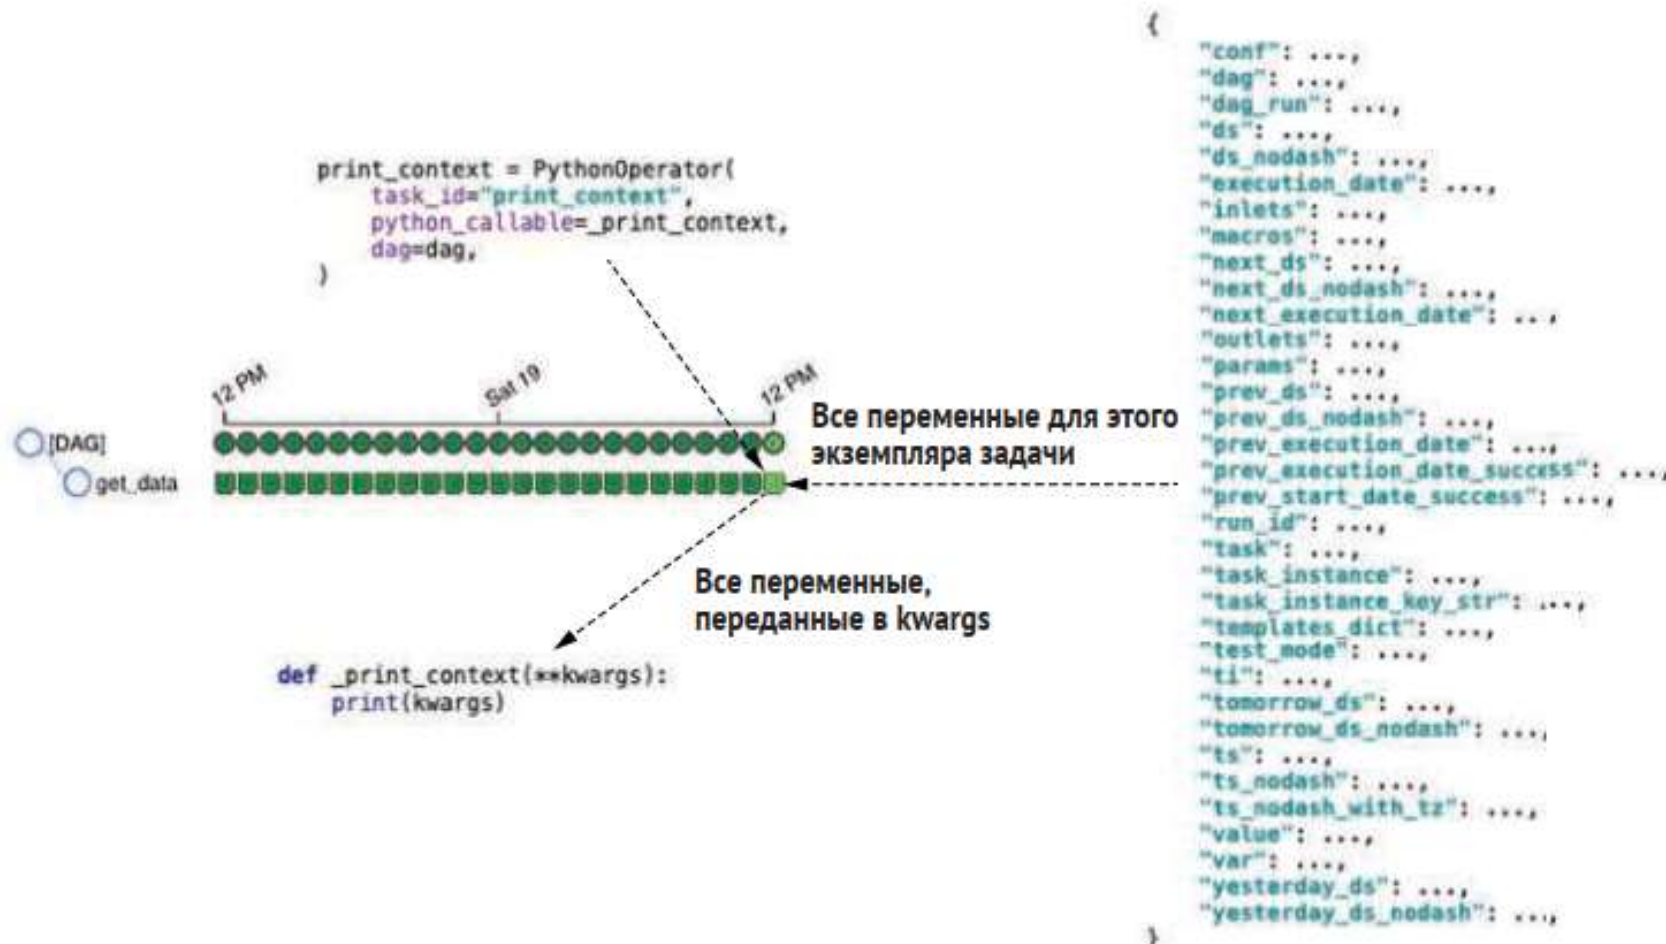 print_context = PythonOperator(
task_id="print_context",
python_callable=_print_context,
dag=dag,
)
12 PM
Sat 19
12 PM
[DAG]
get_data
Все переменные для этого
экземпляра задачи
Все переменные,
переданные в kwargs
def _print_context(**kwargs):
print(kwargs)
{
"conf": ...,
"dag": ...,
"dag_run": ...,
"ds": ...,
"ds_nodash": ...,
"execution_date": ...,
"inlets": ...,
"macros": ...,
"next_ds": ...,
"next_ds_nodash": ...,
"next_execution_date": ..,
"outlets": ...,
"params": ...,
"prev_ds": ...,
"prev_ds_nodash": ...,
"prev_execution_date": ...,
"prev_execution_date_success": ...,
"prev_start_date_success": ...,
"run_id": ...,
"task": ...,
"task_instance": ...,
"task_instance_key_str": ...,
"templates_dict": ...,
"test_mode": ...,
"ti": ...,
"tomorrow_ds": ...,
"tomorrow_ds_nodash": ...,
"ts": ...,
"ts_nodash": ...,
"ts_nodash_with_tz": ...,
"value": ...,
"var": ...,
"yesterday_ds": ...,
"yesterday_ds_nodash": ...,
}